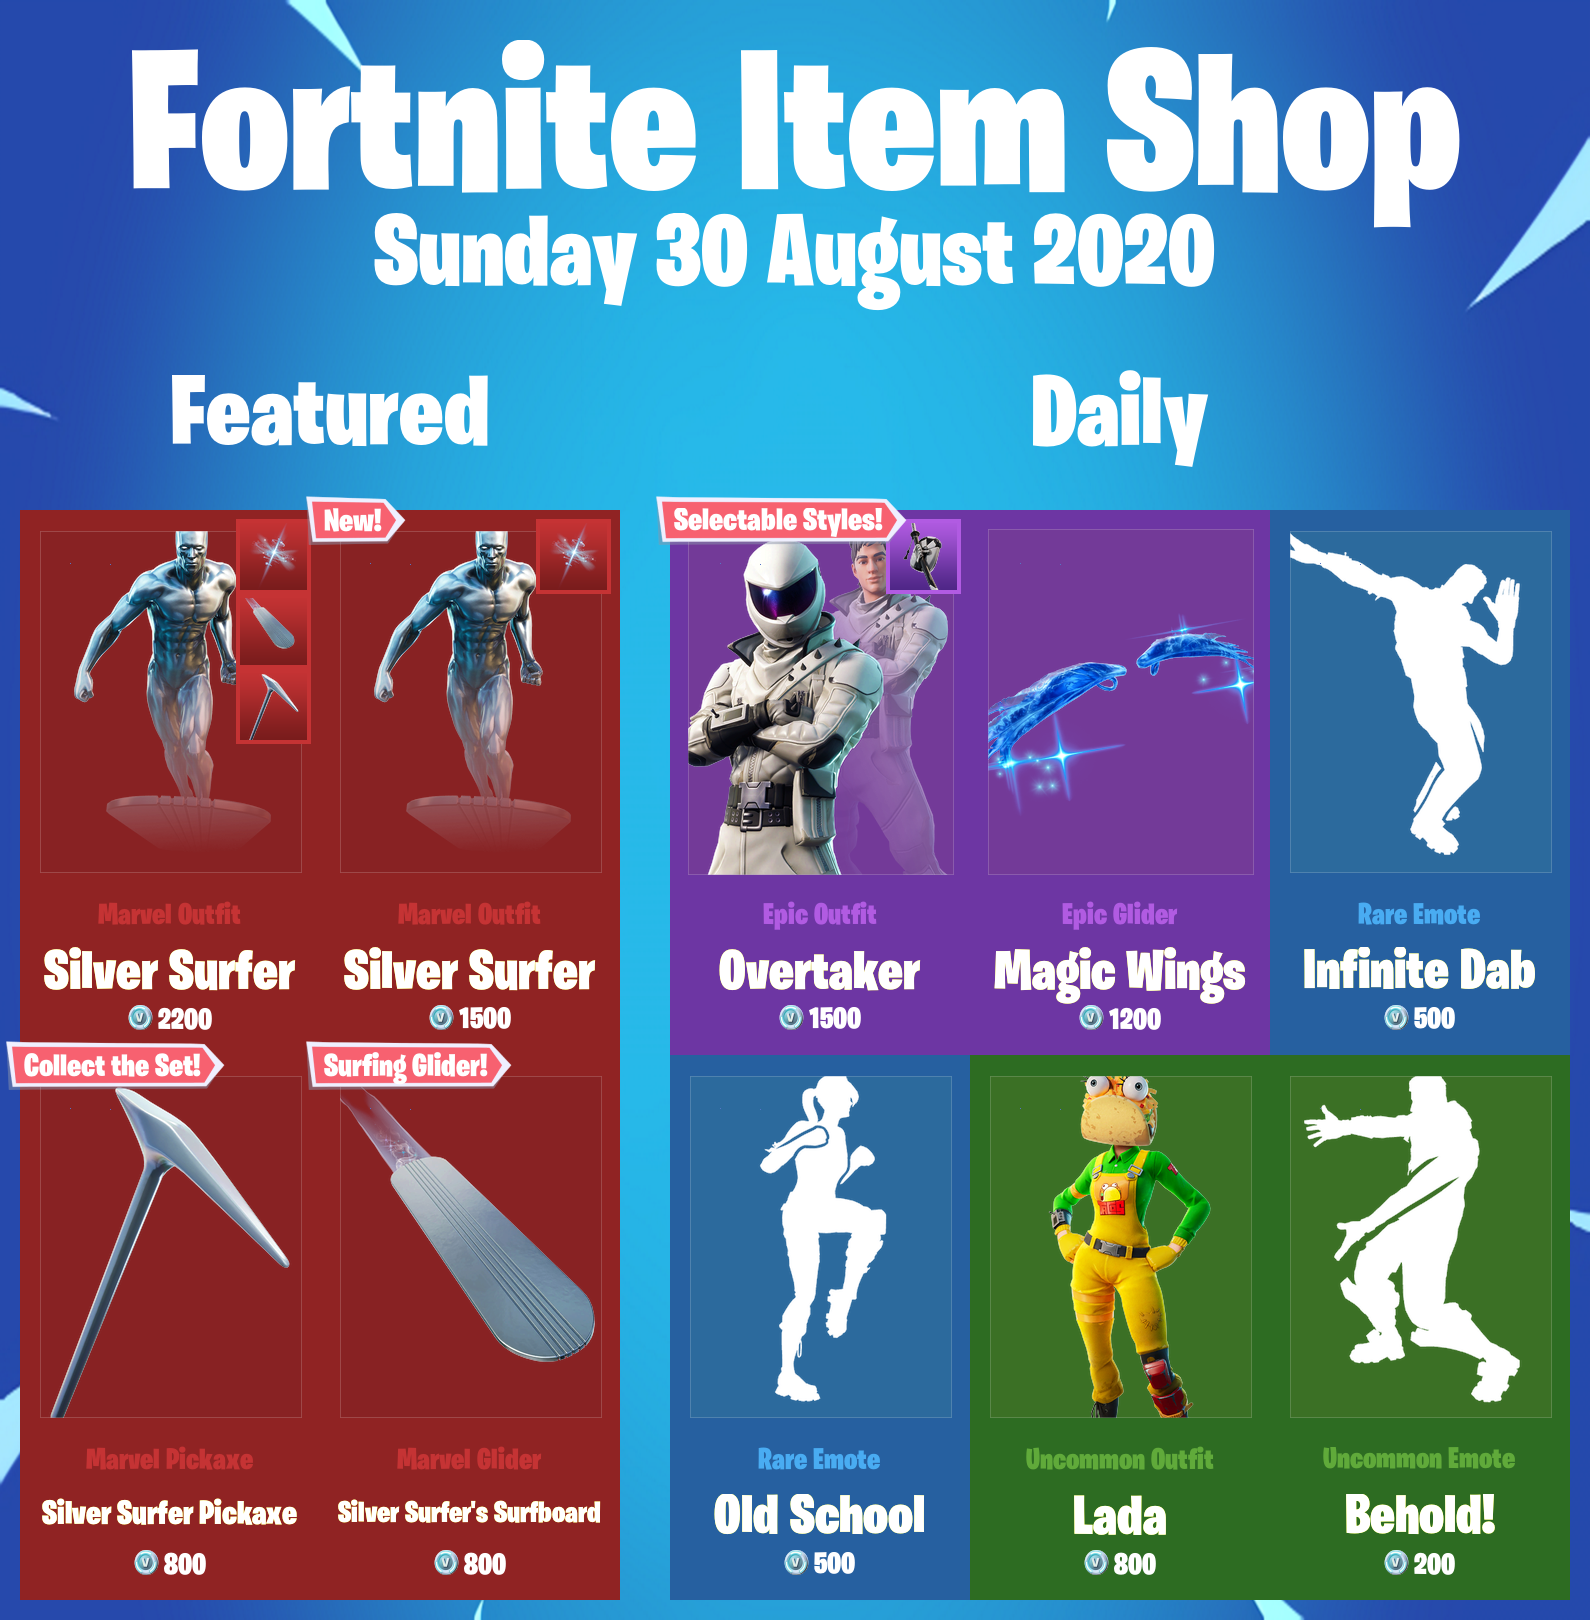 Fortnite Item Shop
Sunday 30 August 2020
Featured
Daily
New!
Marvel Outfit
Silver Surfer
2200
Marvel Outfit
Silver Surfer
1500
Collect the Set!
Marvel Pickaxe
Silver Surfer Pickaxe
800
Surfing Glider!
Marvel Glider
Silver Surfer's Surfboard
800
Selectable Styles!
Epic Outfit
Overtaker
1500
Epic Glider
Magic Wings
1200
Rare Emote
Infinite Dab
500
Rare Emote
Old School
500
Uncommon Outfit
Lada
800
Uncommon Emote
Behold!
200